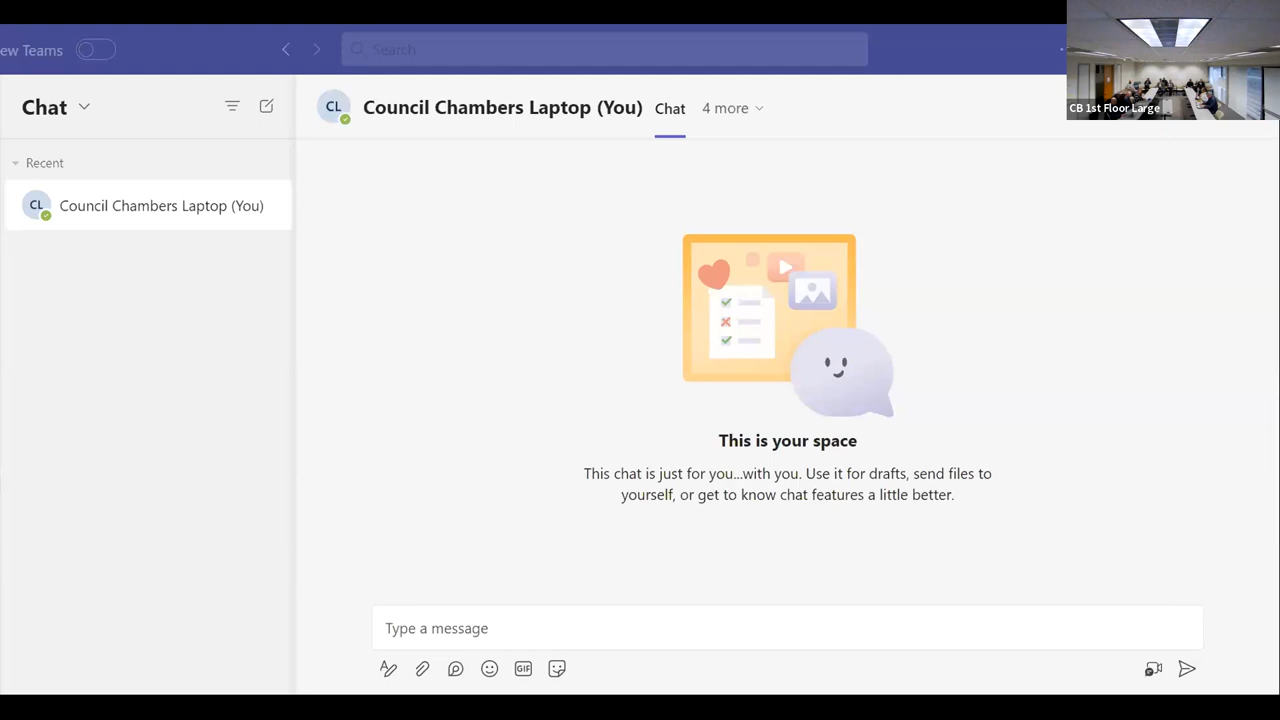 ew Teams
Search
CB 1st Floor Large
Chat
CL
Council Chambers Laptop (You)
Chat
4 more
Recent
CL
Council Chambers Laptop (You)
This is your space
This chat is just for you...with you. Use it for drafts, send files to
yourself, or get to know chat features a little better.
Type a message
GIF